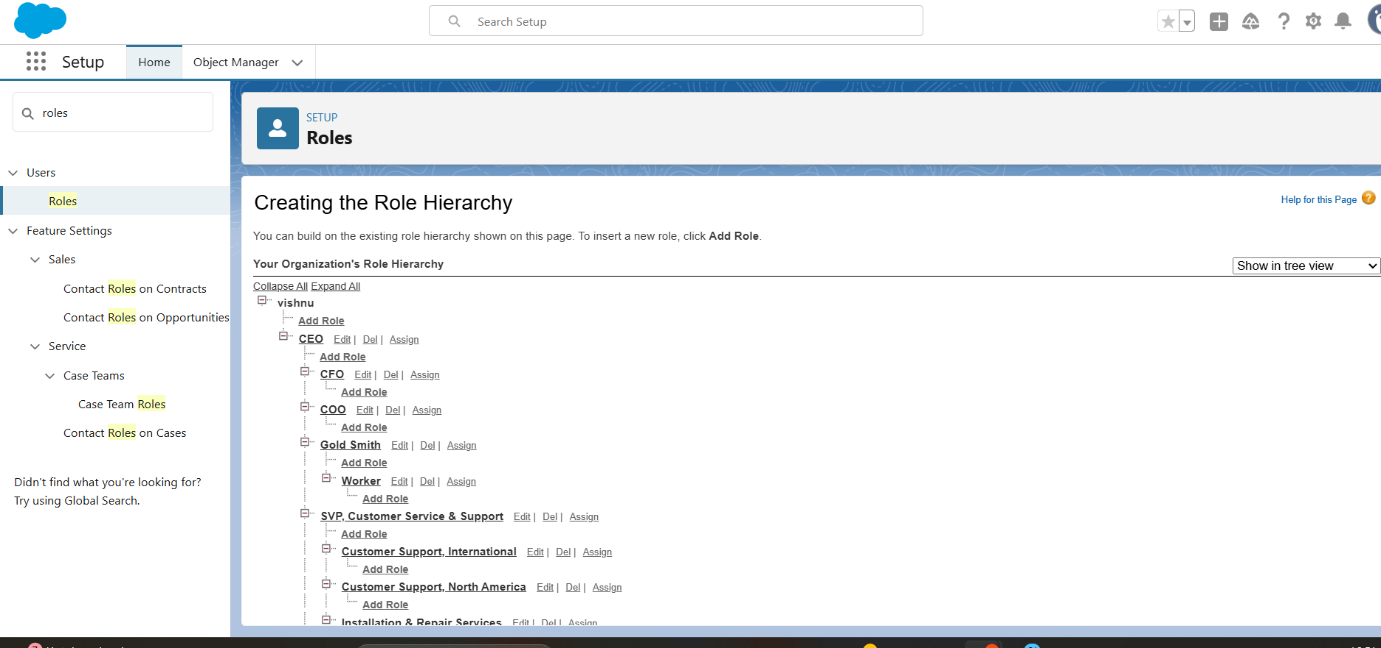 Search Setup
Setup
Home
Object Manager
roles
Users
Roles
Feature Settings
Sales
Contact Roles on Contracts
Contact Roles on Opportunities
Service
Case Teams
Case Team Roles
Contact Roles on Cases
Didn't find what you're looking for?
Try using Global Search.
SETUP
Roles
Creating the Role Hierarchy
Help for this Page ?
You can build on the existing role hierarchy shown on this page. To insert a new role, click Add Role.
Your Organization's Role Hierarchy
Show in tree view
Collapse All Expand All
vishnu
Add Role
CEO Edit | Del | Assign
Add Role
CFO Edit | Del | Assign
Add Role
COO Edit | Del | Assign
Add Role
Gold Smith Edit | Del | Assign
Add Role
Worker Edit | Del | Assign
Add Role
SVP, Customer Service & Support Edit | Del | Assign
Add Role
Customer Support, International Edit | Del | Assign
Add Role
Customer Support, North America Edit | Del | Assign
Add Role
Installation & Repair Services Edit | Del | Assign